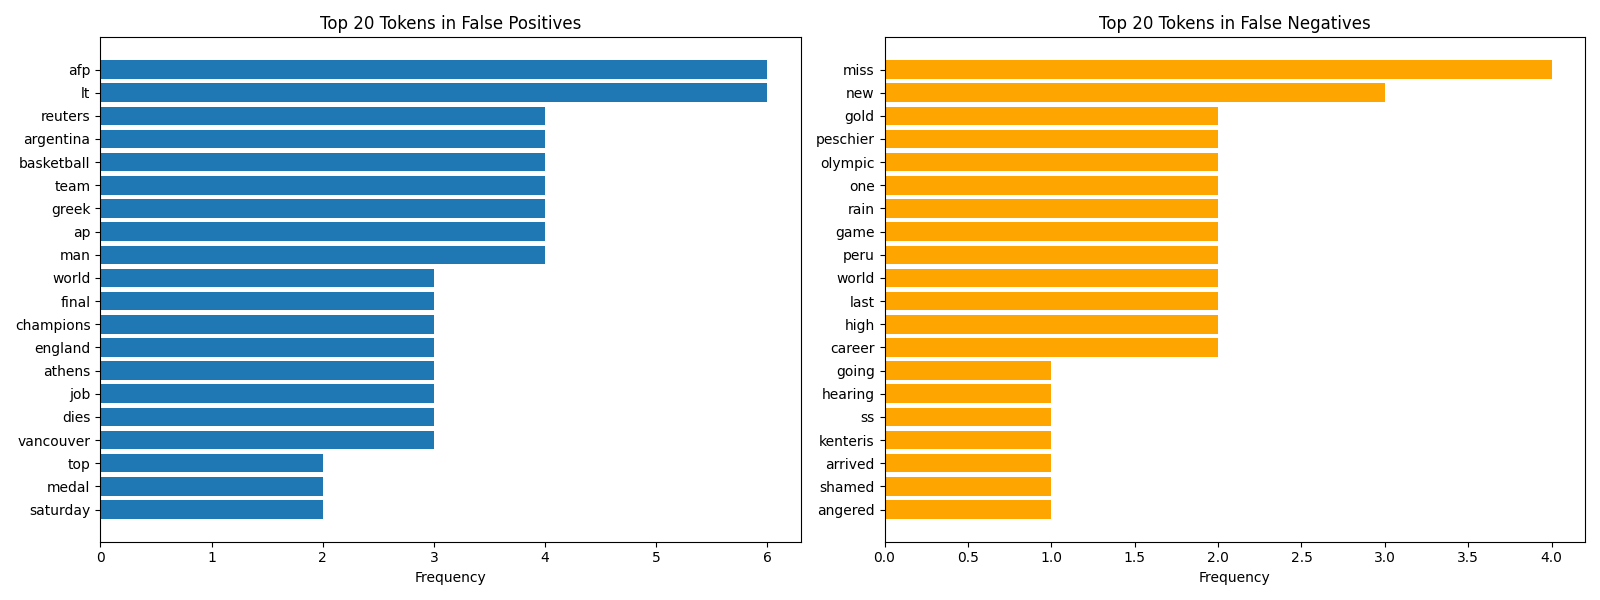 Top 20 Tokens in False Positives
afp
lt
reuters
argentina
basketball
team
greek
ap
man
world
final
champions
england
athens
job
dies
vancouver
top
medal
saturday
0 1 2 3 4 5 6
Frequency
Top 20 Tokens in False Negatives
miss
new
gold
peschier
olympic
one
rain
game
peru
world
last
high
career
going
hearing
ss
kenteris
arrived
shamed
angered
0.0 0.5 1.0 1.5 2.0 2.5 3.0 3.5 4.0
Frequency